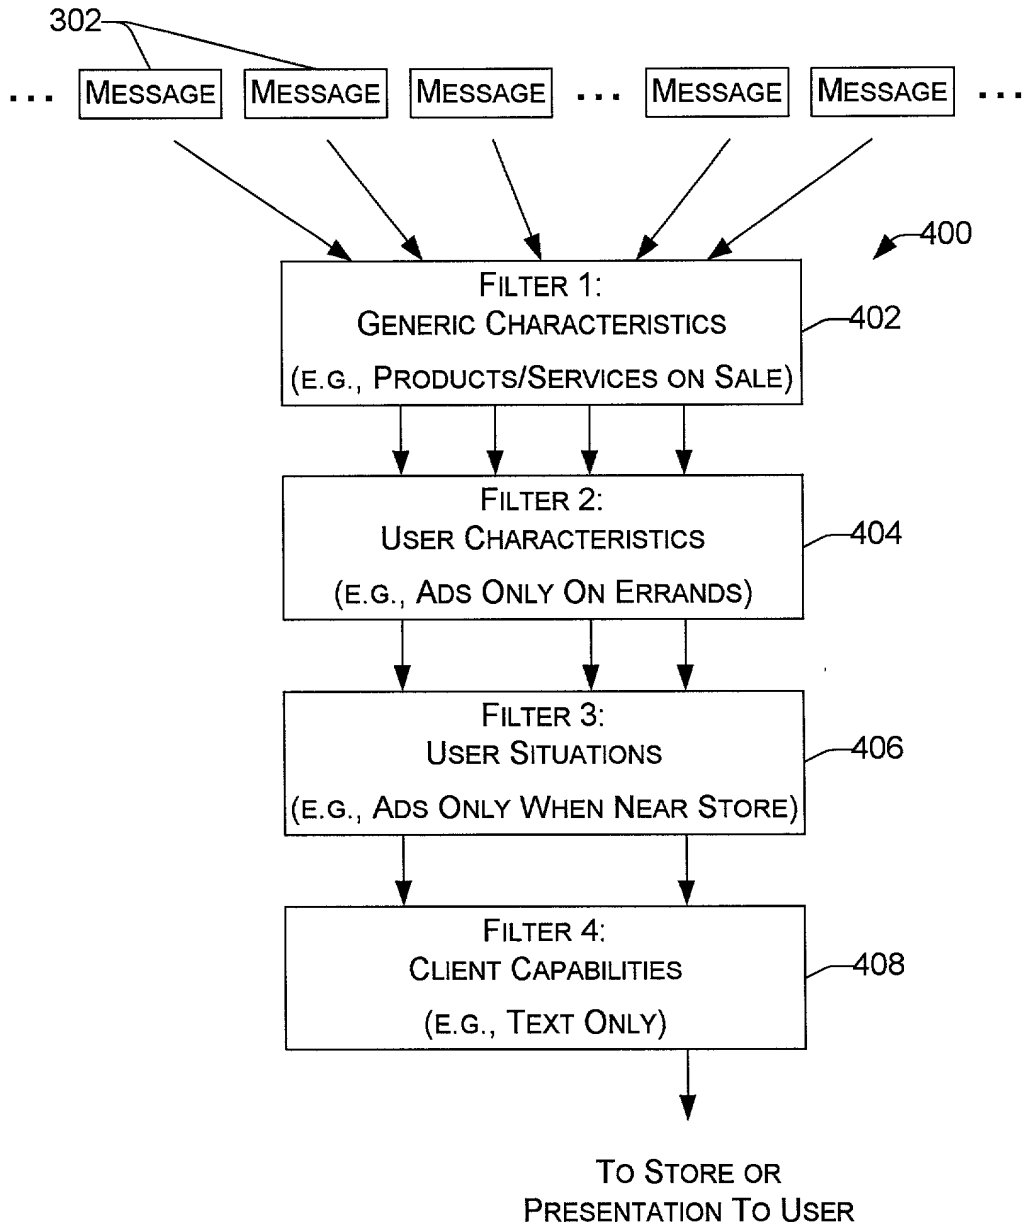 302
... MESSAGE MESSAGE MESSAGE ... MESSAGE MESSAGE ...
400
FILTER 1:
GENERIC CHARACTERISTICS
402
(E.G., PRODUCTS/SERVICES ON SALE)
FILTER 2:
USER CHARACTERISTICS
404
(E.G., ADS ONLY ON ERRANDS)
FILTER 3:
USER SITUATIONS
406
(E.G., ADS ONLY WHEN NEAR STORE)
FILTER 4:
CLIENT CAPABILITIES
408
(E.G., TEXT ONLY)
TO STORE OR
PRESENTATION TO USER